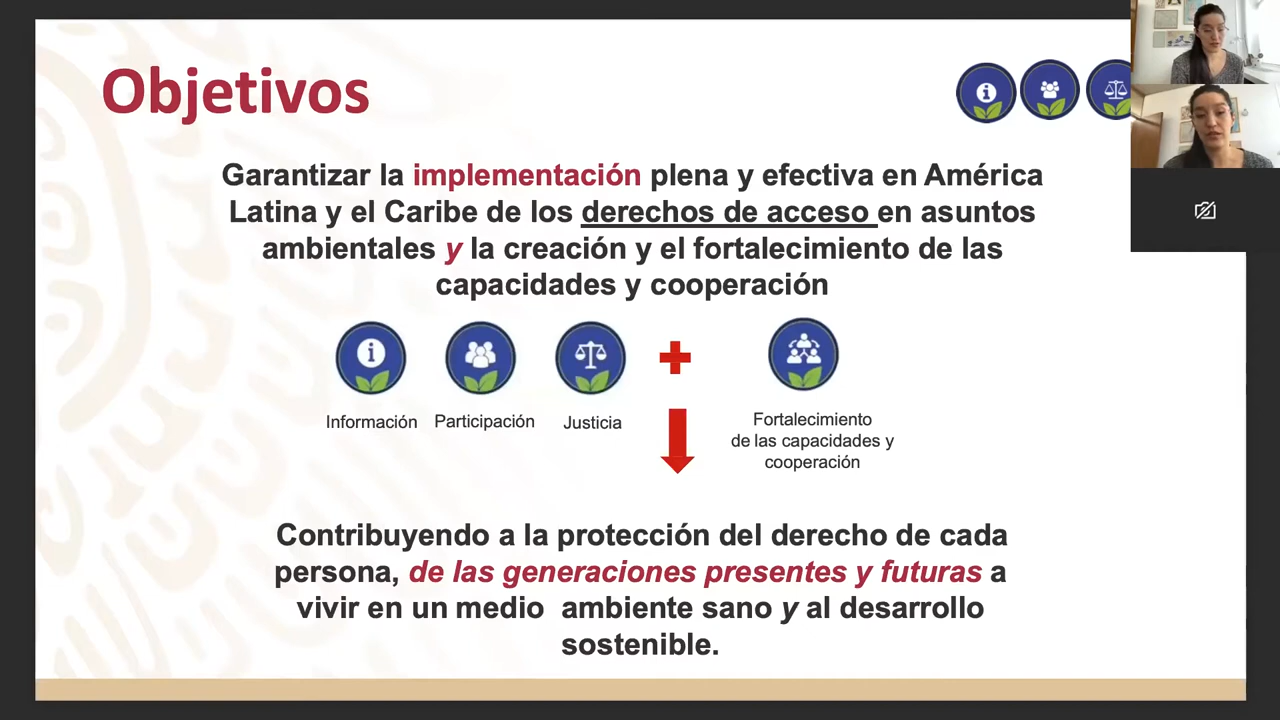 Objetivos
Garantizar la implementación plena y efectiva en América
Latina y el Caribe de los derechos de acceso en asuntos
ambientales y la creación y el fortalecimiento de las
capacidades y cooperación
Información
Participación
Justicia
Fortalecimiento
de las capacidades y
cooperación
Contribuyendo a la protección del derecho de cada
persona, de las generaciones presentes y futuras a
vivir en un medio ambiente sano y al desarrollo
sostenible.